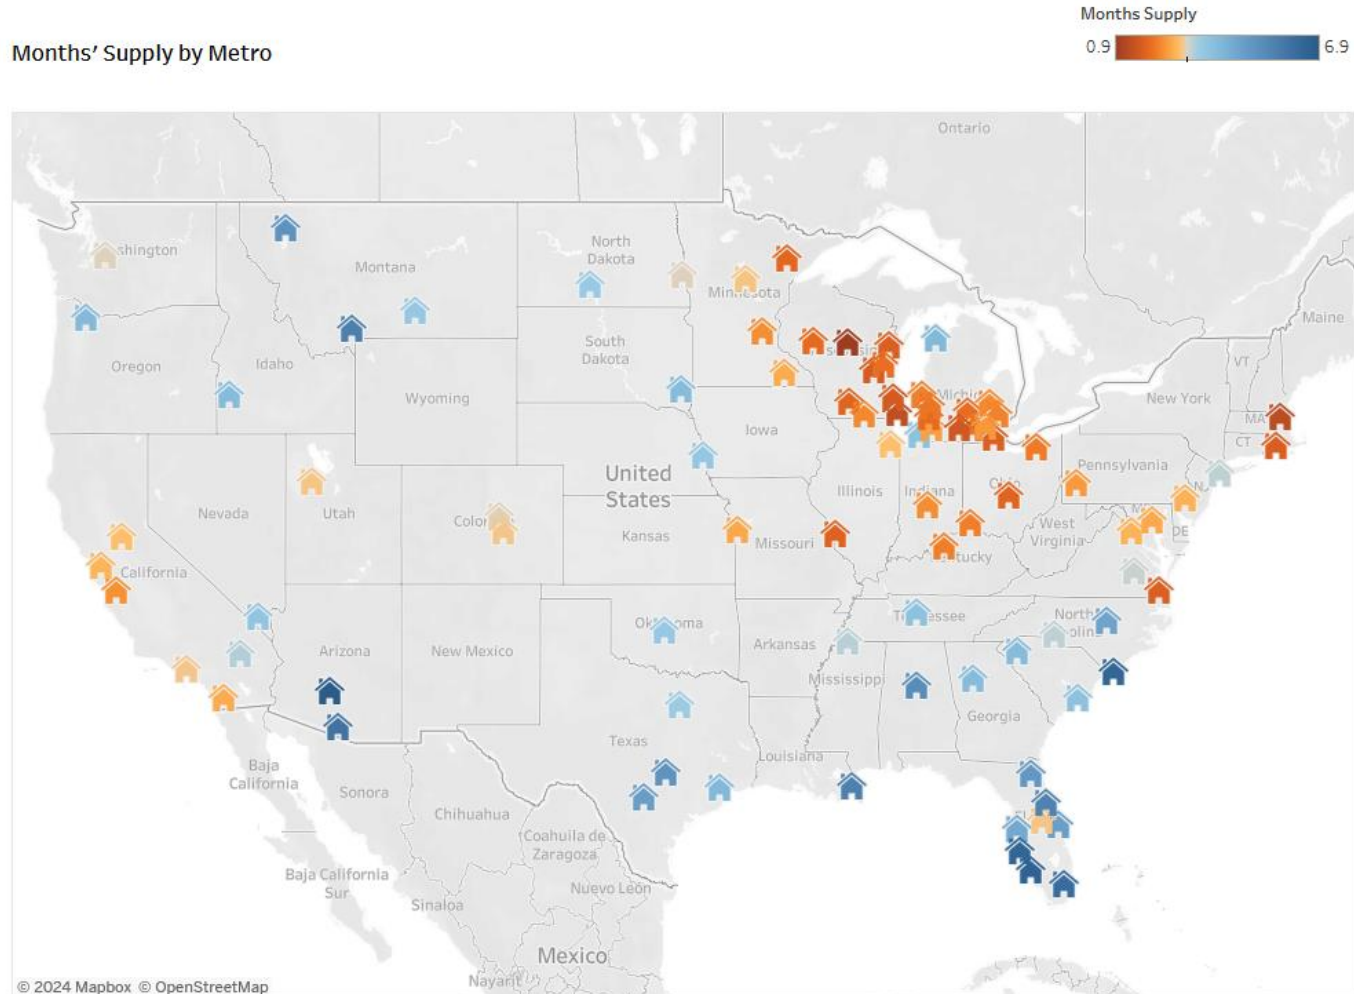 Months Supply
Months' Supply by Metro
0.9
6.9
Ontario
North
Dakota
Montana
Maine
South
Dakota
VT
Oregon
Idaho
Wyoming
New York
MA
Iowa
CT
Pennsylvania
United
States
Illinois
Indiana
Nevada
Utah
West
Virginia
DE
Kansas
Missouri
California
North
Arizona
New Mexico
Arkansas
Mississippi
Georgia
Texas
Louisiana
Baja
California
Sonora
Chihuahua
Coahuila de
Zaragoza
Baja California
Sur
Nuevo León
Sinaloa
Mexico
Nayarit
© 2024 Mapbox © OpenStreetMap